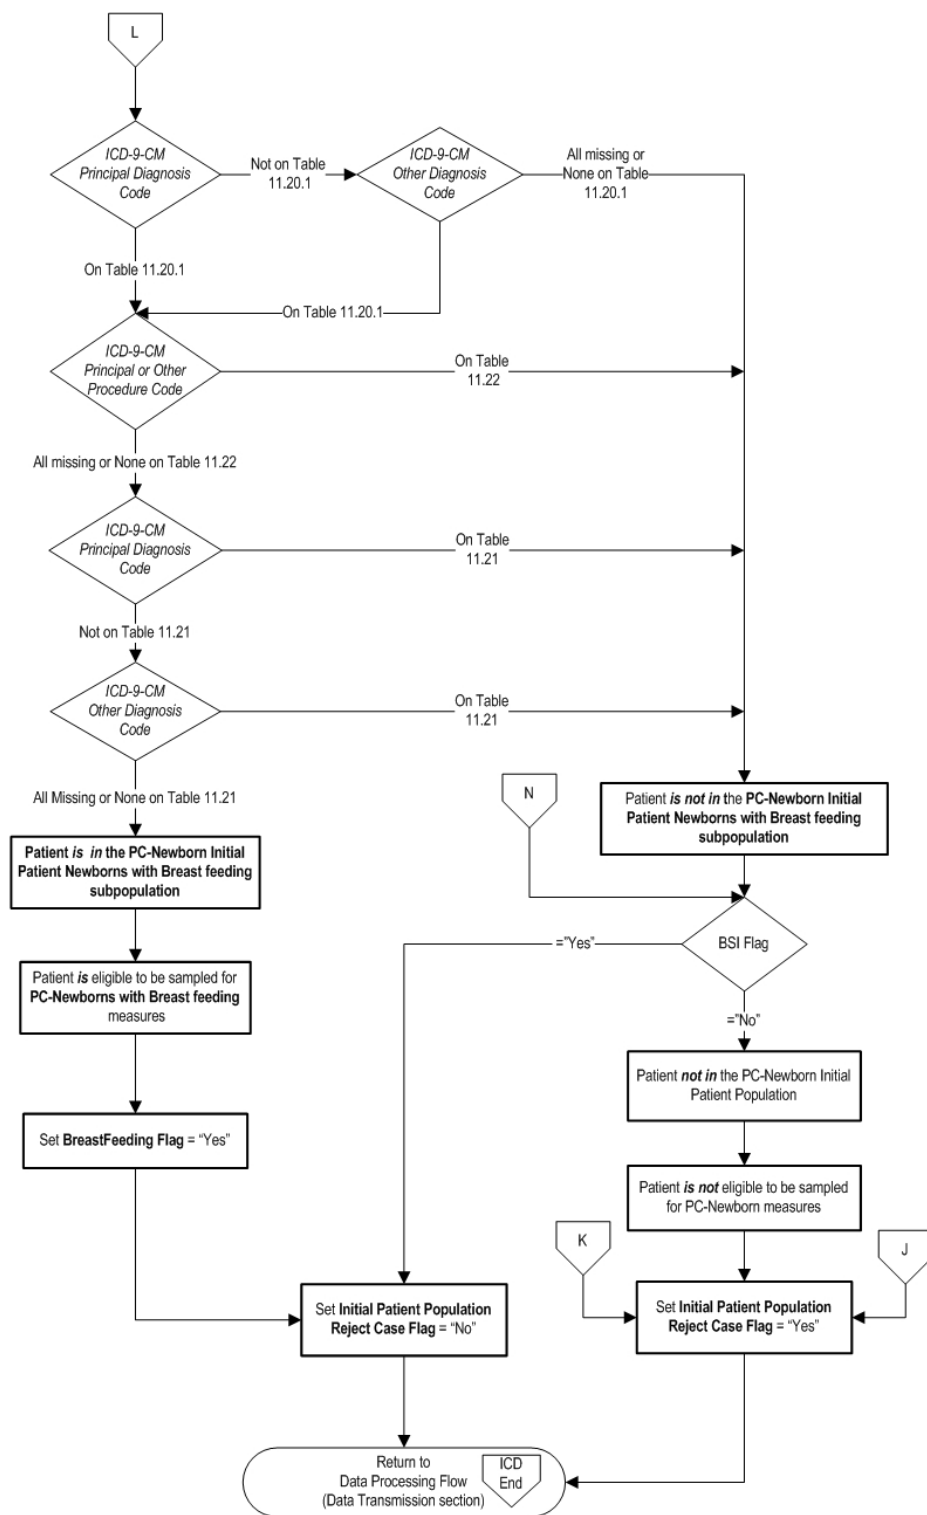 L
ICD-9-CM
Principal Diagnosis
Code
Not on Table
11.20.1
ICD-9-CM
Other Diagnosis
Code
All missing or
None on Table
11.20.1
On Table 11.20.1
On Table 11.20.1
ICD-9-CM
Principal or Other
Procedure Code
On Table
11.22
All missing or None on Table 11.22
ICD-9-CM
Principal Diagnosis
Code
On Table
11.21
Not on Table 11.21
ICD-9-CM
Other Diagnosis
Code
On Table
11.21
All Missing or None on Table 11.21
N
Patient is not in the PC-Newborn Initial
Patient Newborns with Breast feeding
subpopulation
Patient is in the PC-Newborn Initial
Patient Newborns with Breast feeding
subpopulation
="Yes"
BSI Flag
Patient is eligible to be sampled for
PC-Newborns with Breast feeding
measures
="No"
Patient not in the PC-Newborn Initial
Patient Population
Set BreastFeeding Flag = “Yes”
Patient is not eligible to be sampled
for PC-Newborn measures
K
J
Set Initial Patient Population
Reject Case Flag = “No”
Set Initial Patient Population
Reject Case Flag = “Yes”
Return to
Data Processing Flow
(Data Transmission section)
ICD
End